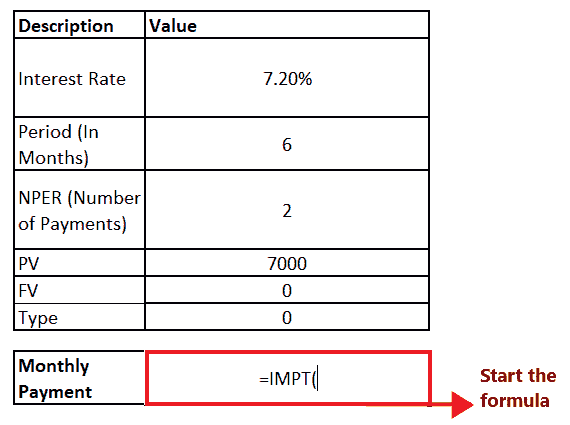 Description Value
Interest Rate 7.20%
Period (In
Months) 6
NPER (Number
of Payments) 2
PV 7000
FV 0
Type 0
Monthly
Payment =IMPT(
Start the
formula